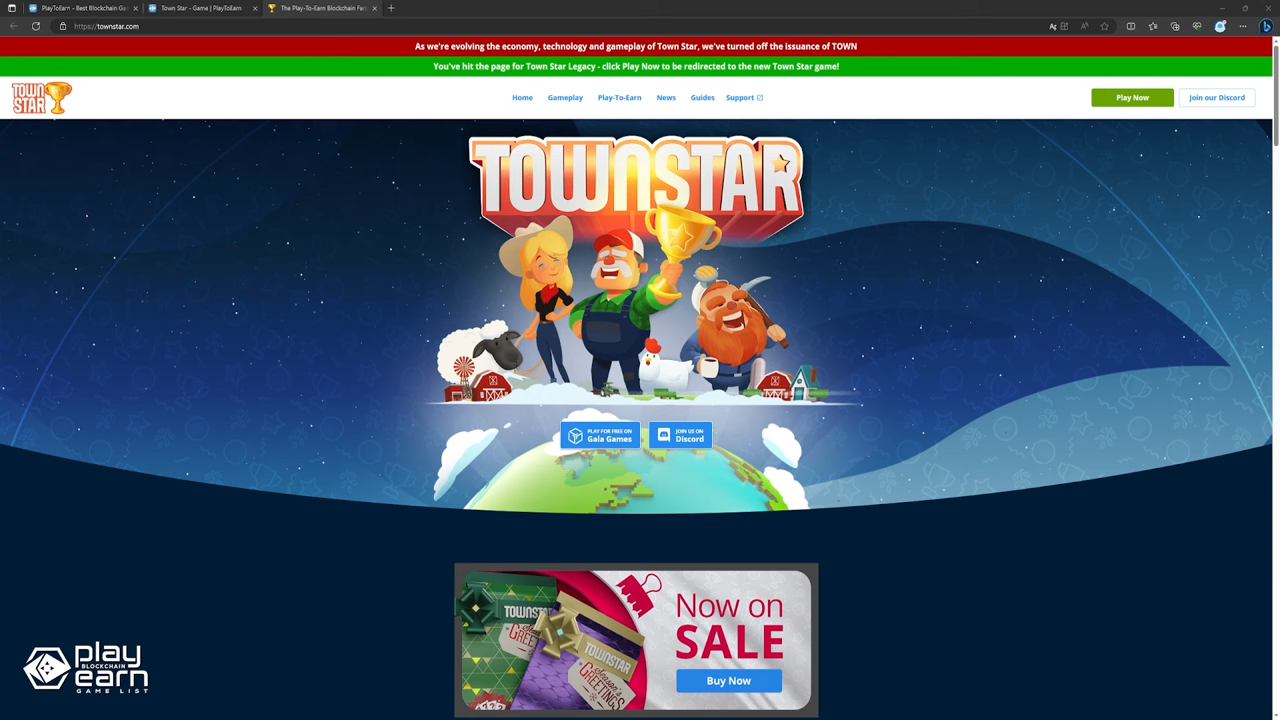 PlayToEarn - Best Blockchain Ga
Town Star - Game | PlayToEarn
The Play-To-Earn Blockchain Far
https://townstar.com
As we're evolving the economy, technology and gameplay of Town Star, we've turned off the issuance of TOWN
You've hit the page for Town Star Legacy - click Play Now to be redirected to the new Town Star game!
TOWN
STAR
Home
Gameplay
Play-To-Earn
News
Guides
Support
Play Now
Join our Discord
TOWNSTAR
PLAY FOR FREE ON
Gala Games
JOIN US ON
Discord
TOWNSTAR
TOWNSTAR
Season's
GREETINGS
Now on
SALE
Buy Now
play
BLOCKCHAIN
earn
GAME LIST